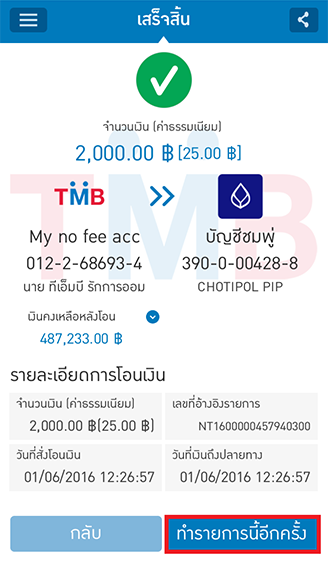 เสร็จสิ้น
จำนวนเงิน (ค่าธรรมเนียม)
2,000.00 ฿ [25.00 ฿]
TMB
TMB
My no fee acc
บัญชีชมพู่
012-2-68693-4
390-0-00428-8
นาย ทีเอ็มบี รักการออม
CHOTIPOL PIP
เงินคงเหลือหลังโอน
487,233.00 ฿
รายละเอียดการโอนเงิน
จำนวนเงิน (ค่าธรรมเนียม)
เลขที่อ้างอิงรายการ
2,000.00 ฿[25.00 ฿]
NT1600000457940300
วันที่สั่งโอนเงิน
วันที่เงินถึงปลายทาง
01/06/2016 12:26:57
01/06/2016 12:26:57
กลับ
ทำรายการนี้อีกครั้ง